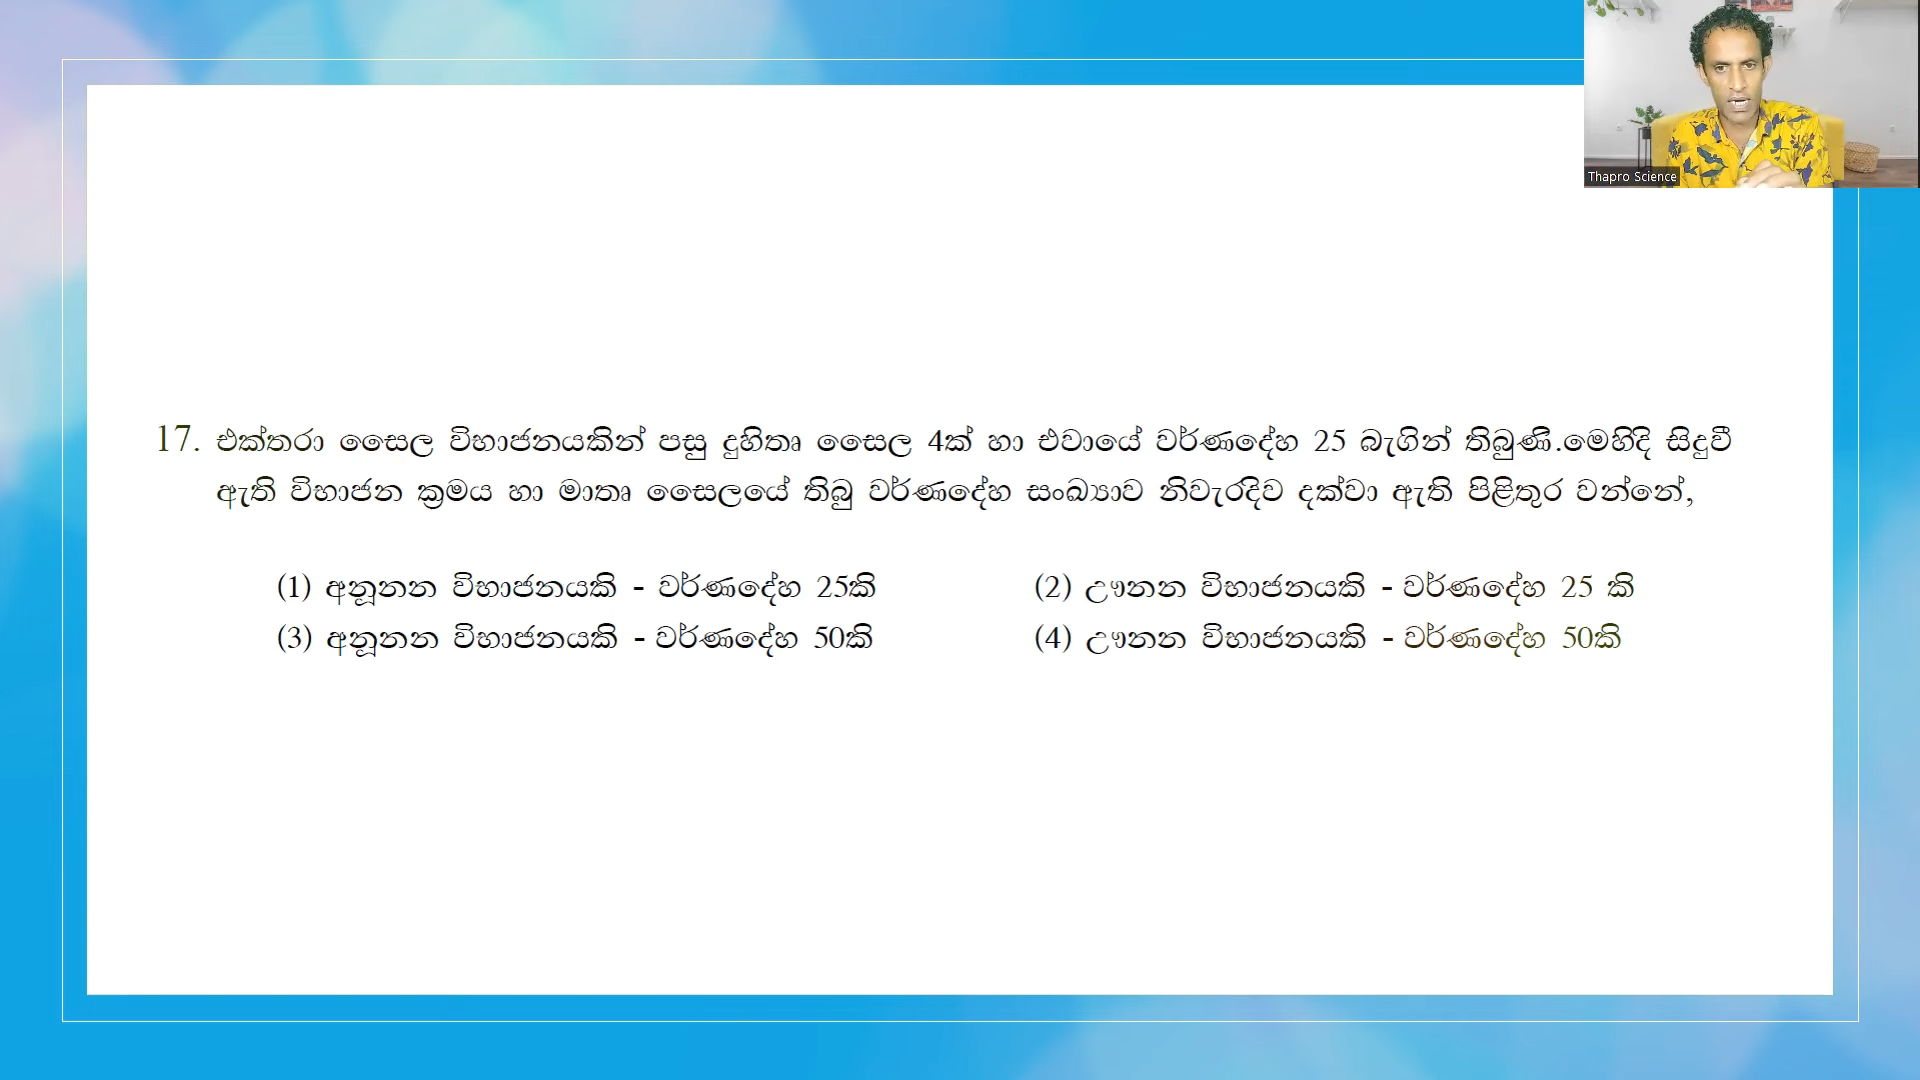 Thapro Science
17. එක්තරා සෛල විභාජනයකින් පසු දුහිතෘ සෛල 4ක් හා එවායේ වර්ණදේහ 25 බැගින් තිබුණි.මෙහිදි සිදුවී
ඇති විභාජන ක්‍රමය හා මාතෘ සෛලයේ තිබු වර්ණදේහ සංඛ්‍යාව නිවැරදිව දක්වා ඇති පිළිතුර වන්නේ,
(1) අනූනන විභාජනයකි - වර්ණදේහ 25කි
(2) ඌනන විභාජනයකි - වර්ණදේහ 25 කි
(3) අනූනන විභාජනයකි - වර්ණදේහ 50කි
(4) ඌනන විභාජනයකි - වර්ණදේහ 50කි